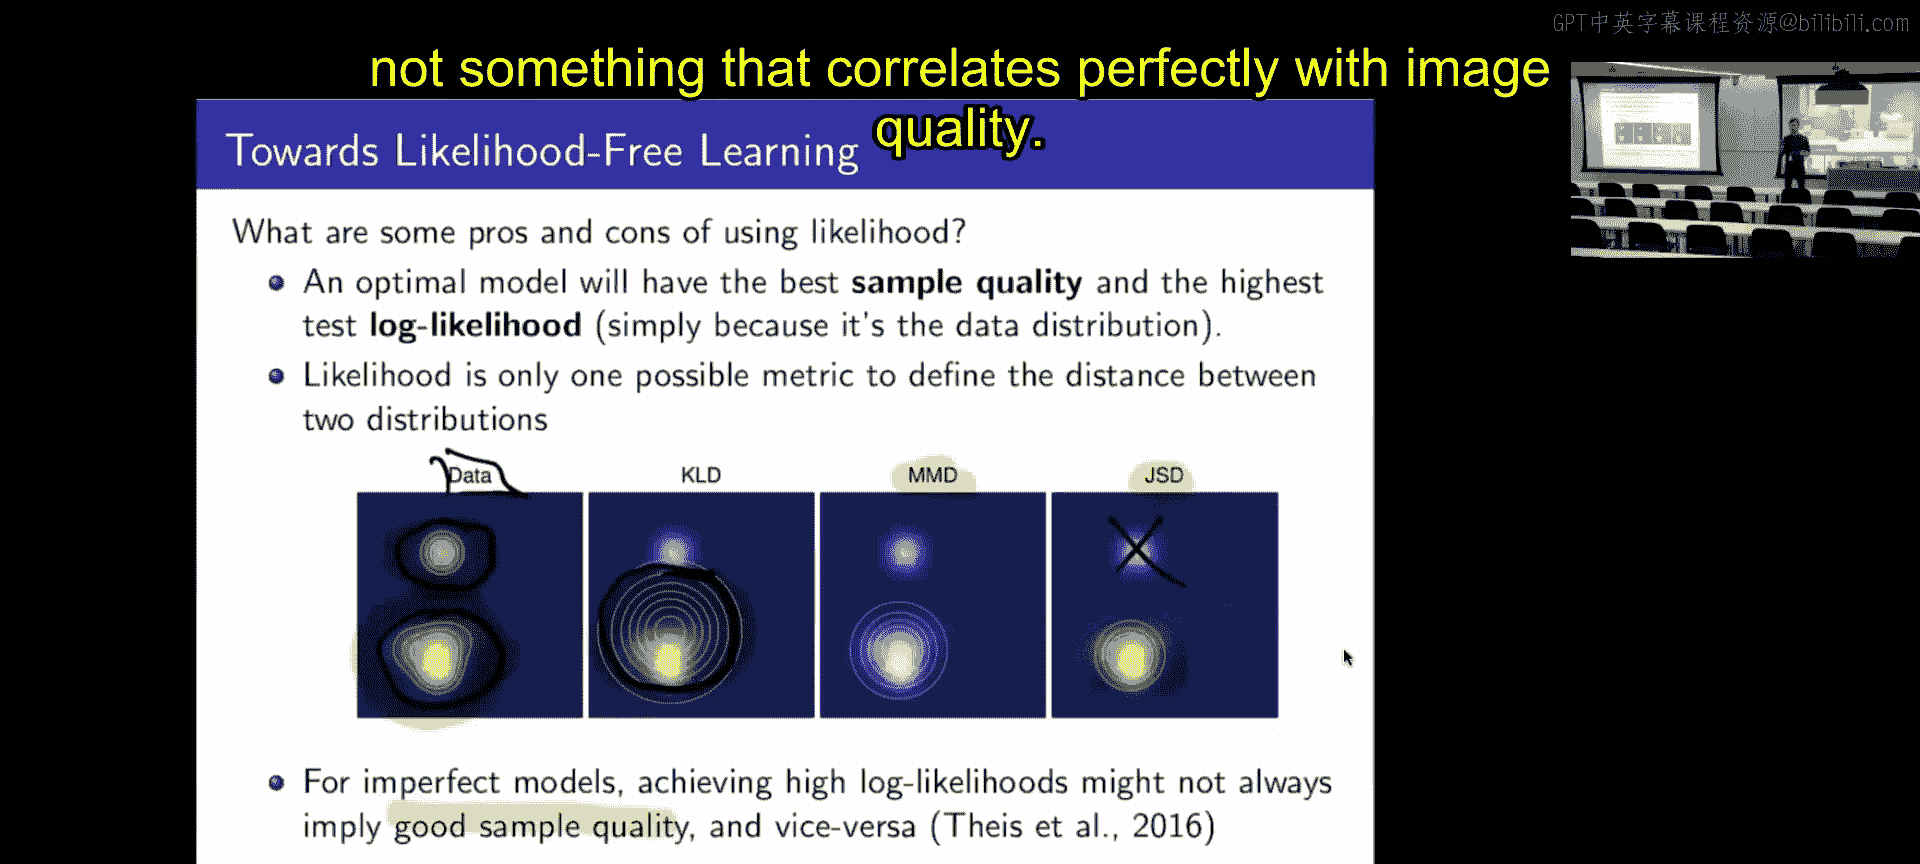 GPT中英字幕课程资源@bilibili.com
not something that correlates perfectly with image
quality.
Towards Likelihood-Free Learning
What are some pros and cons of using likelihood?
An optimal model will have the best sample quality and the highest
test log-likelihood (simply because it's the data distribution).
Likelihood is only one possible metric to define the distance between
two distributions
Data KLD MMD JSD
For imperfect models, achieving high log-likelihoods might not always
imply good sample quality, and vice-versa (Theis et al., 2016)